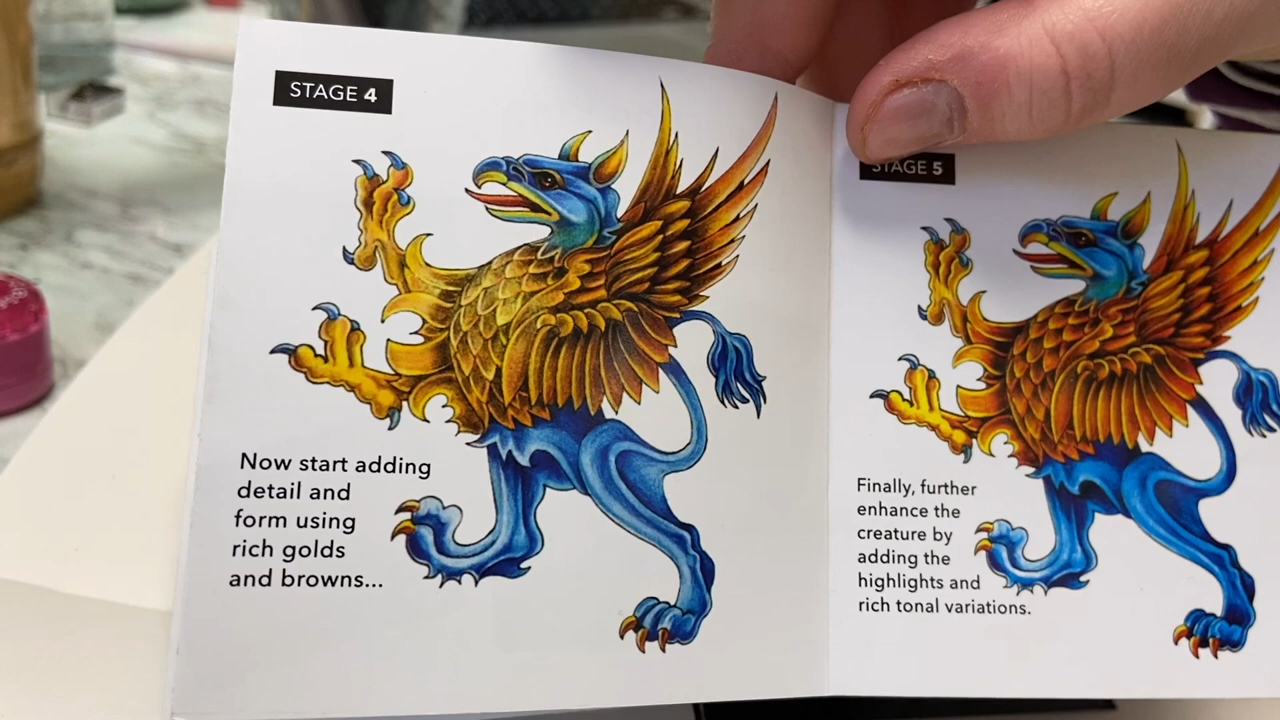 STAGE 4
Now start adding
detail and
form using
rich golds
and browns...
STAGE 5
Finally, further
enhance the
creature by
adding the
highlights and
rich tonal variations.